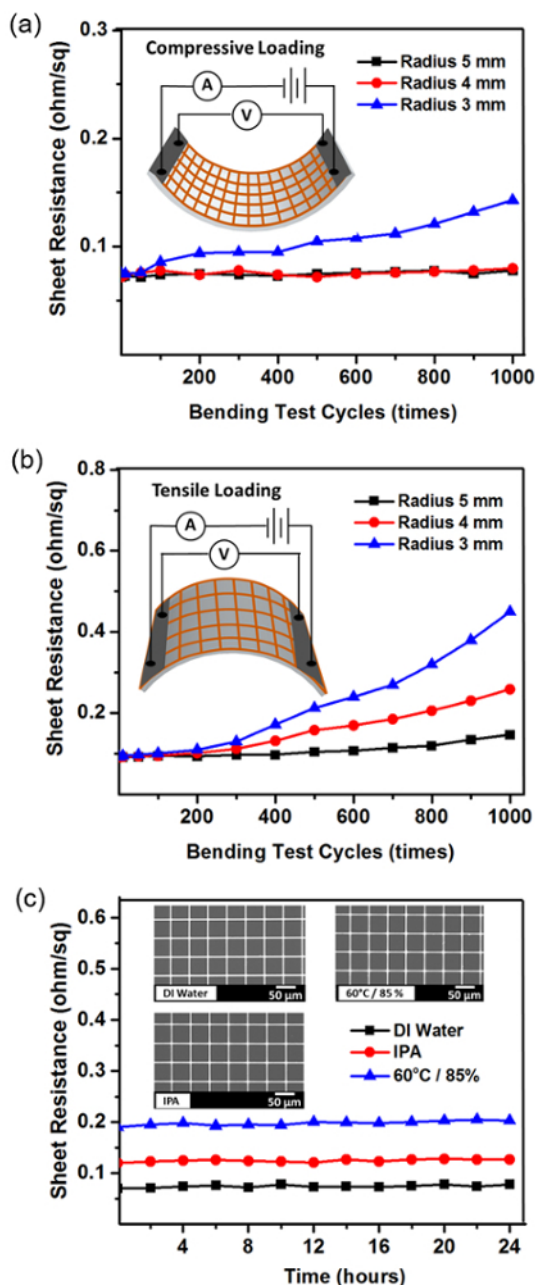 (a)
0.3
0.2
0.1
Sheet Resistance (ohm/sq)
Compressive Loading
A
V
Radius 5 mm
Radius 4 mm
Radius 3 mm
200 400 600 800 1000
Bending Test Cycles (times)
(b)
0.8
0.6
0.4
0.2
Sheet Resistance (ohm/sq)
Tensile Loading
A
V
Radius 5 mm
Radius 4 mm
Radius 3 mm
200 400 600 800 1000
Bending Test Cycles (times)
(c)
0.6
0.5
0.4
0.3
0.2
0.1
Sheet Resistance (ohm/sq)
DI Water 50 µm
60°C / 85 % 50 µm
IPA 50 µm
DI Water
IPA
60°C / 85%
4 8 12 16 20 24
Time (hours)